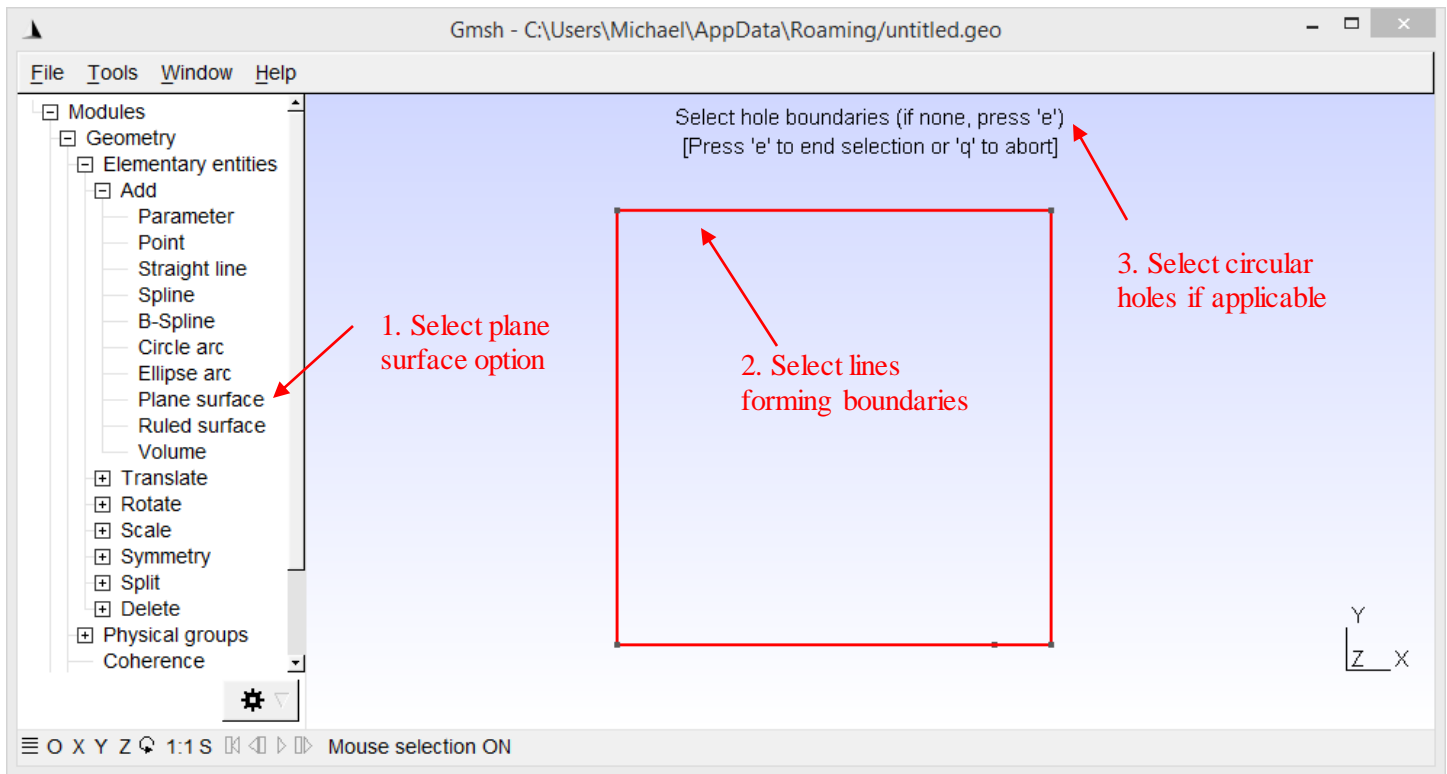 Gmsh - C:\Users\Michael\AppData\Roaming/untitled.geo
File Tools Window Help
Modules
Geometry
Elementary entities
Add
Parameter
Point
Straight line
Spline
B-Spline
Circle arc
Ellipse arc
Plane surface
Ruled surface
Volume
Translate
Rotate
Scale
Symmetry
Split
Delete
Physical groups
Coherence
Select hole boundaries (if none, press 'e')
[Press 'e' to end selection or 'q' to abort]
1. Select plane
surface option
2. Select lines
forming boundaries
3. Select circular
holes if applicable
Y
Z X
O X Y Z 1:1 S Mouse selection ON